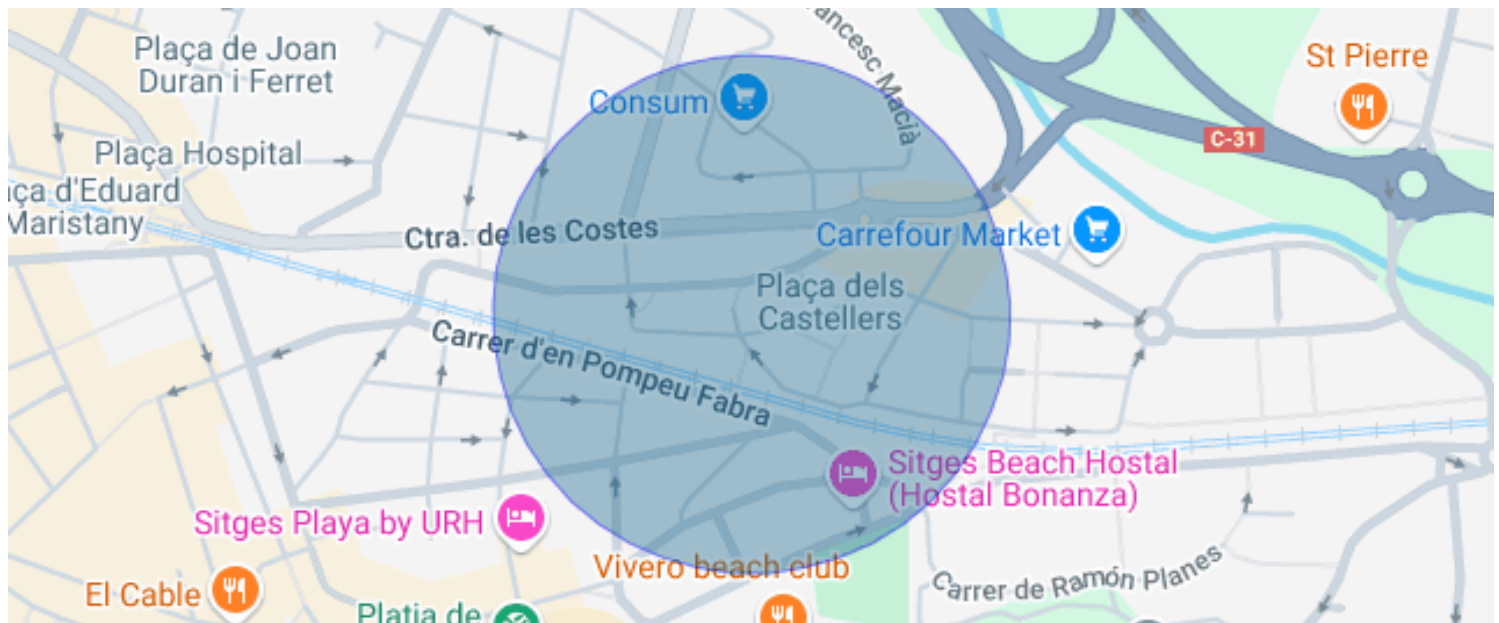 Plaça de Joan
Duran i Ferret
ancesc Macià
St Pierre
Consum
C-31
Plaça Hospital
ça d'Eduard
Maristany
Ctra. de les Costes
Carrefour Market
Plaça dels
Castellers
Carrer d'en Pompeu Fabra
Sitges Beach Hostal
(Hostal Bonanza)
Sitges Playa by URH
Vivero beach club
Carrer de Ramón Planes
El Cable
Platja de